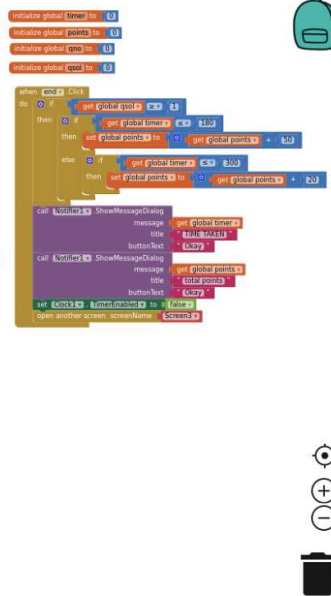 initialize global timer to 0
initialize global points to 0
initialize global qno to 0
initialize global qsol to 0
when end .Click
do if get global qsol ≥ 1
then if get global timer ≤ 180
then set global points to get global points + 50
else if get global timer ≤ 300
then set global points to get global points + 20
call Notifier1 .ShowMessageDialog
message get global timer
title " TIME TAKEN "
buttonText " Okay "
call Notifier1 .ShowMessageDialog
message get global points
title " total points "
buttonText " Okay "
set Clock1 . TimerEnabled to false
open another screen screenName Screen3